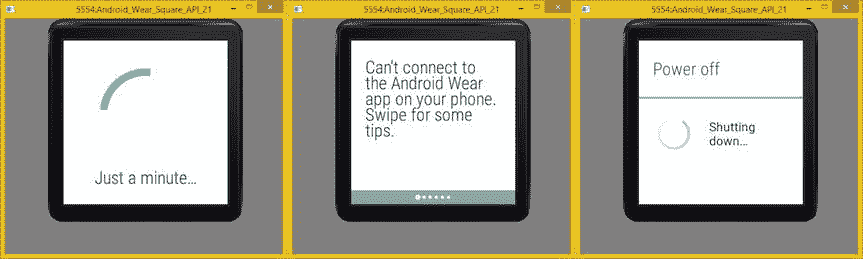 5554:Android_Wear_Square_API_21
Just a minute...
5554:Android_Wear_Square_API_21
Can't connect to
the Android Wear
app on your phone.
Swipe for some
tips.
5554:Android_Wear_Square_API_21
Power off
Shutting
down...